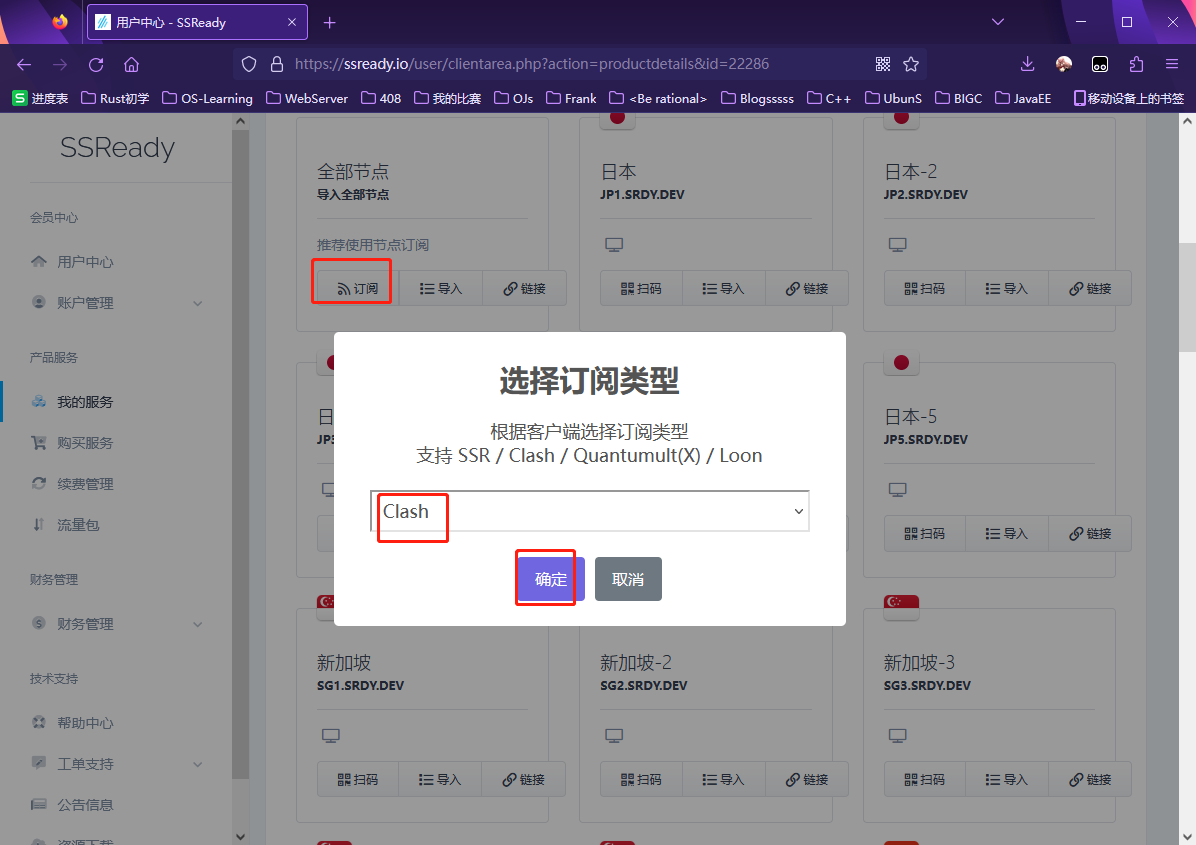 用户中心 - SSReady
https://ssready.io/user/clientarea.php?action=productdetails&id=22286
进度表 Rust初学 OS-Learning WebServer 408 我的比赛 OJs Frank <Be rational> Blogsssss C++ UbunS BIGC JavaEE 移动设备上的书签
SSReady
会员中心
用户中心
账户管理
产品服务
我的服务
购买服务
续费管理
流量包
财务管理
财务管理
技术支持
帮助中心
工单支持
公告信息
资源下载
全部节点
导入全部节点
推荐使用节点订阅
订阅 导入 链接
日本
JP1.SRDY.DEV
扫码 导入 链接
日本-2
JP2.SRDY.DEV
扫码 导入 链接
选择订阅类型
根据客户端选择订阅类型
支持 SSR / Clash / Quantumult(X) / Loon
Clash
确定 取消
日本-5
JP5.SRDY.DEV
扫码 导入 链接
新加坡
SG1.SRDY.DEV
扫码 导入 链接
新加坡-2
SG2.SRDY.DEV
扫码 导入 链接
新加坡-3
SG3.SRDY.DEV
扫码 导入 链接